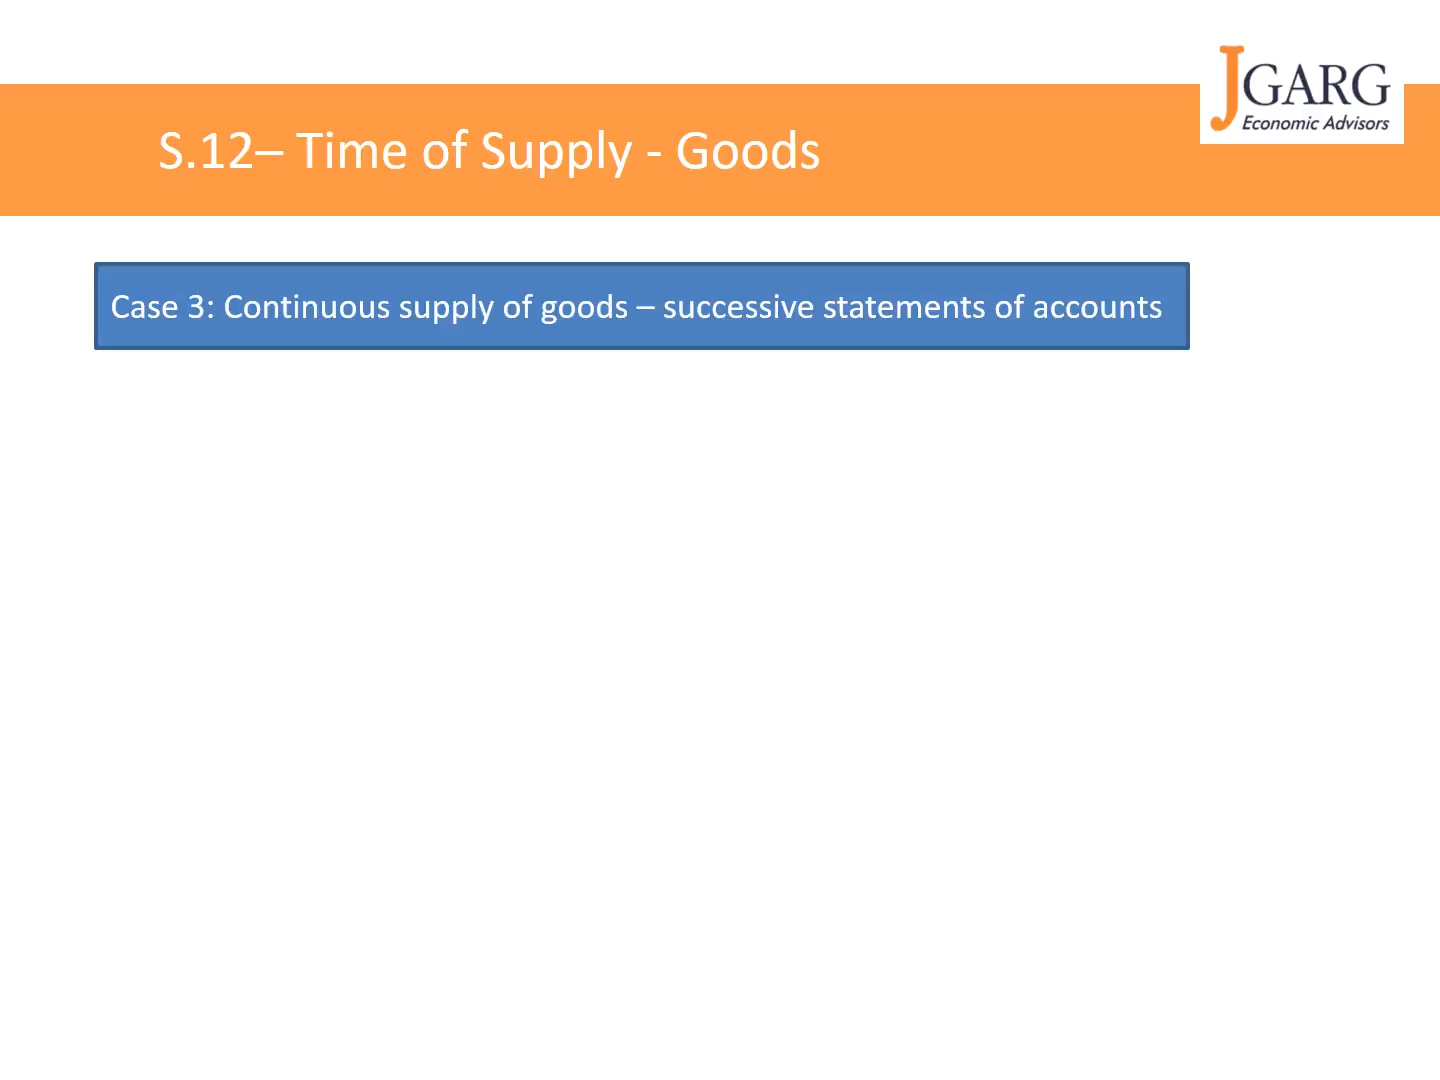 JGARG
Economic Advisors
S.12– Time of Supply - Goods
Case 3: Continuous supply of goods – successive statements of accounts